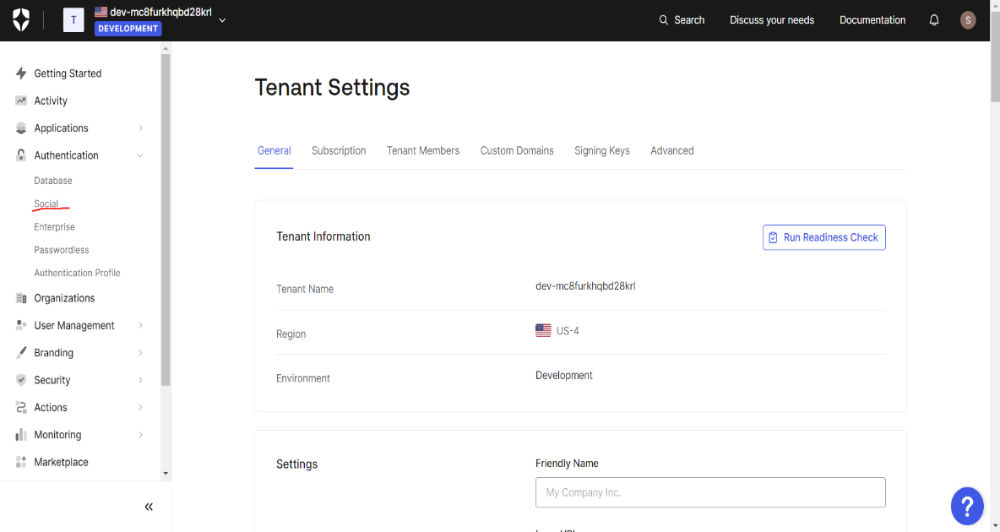 T
dev-mc8furkhqbd28krl
DEVELOPMENT
Search
Discuss your needs
Documentation
S
Getting Started
Activity
Applications
Authentication
Database
Social
Enterprise
Passwordless
Authentication Profile
Organizations
User Management
Branding
Security
Actions
Monitoring
Marketplace
Tenant Settings
General
Subscription
Tenant Members
Custom Domains
Signing Keys
Advanced
Tenant Information
Run Readiness Check
Tenant Name
dev-mc8furkhqbd28krl
Region
US-4
Environment
Development
Settings
Friendly Name
My Company Inc.
?